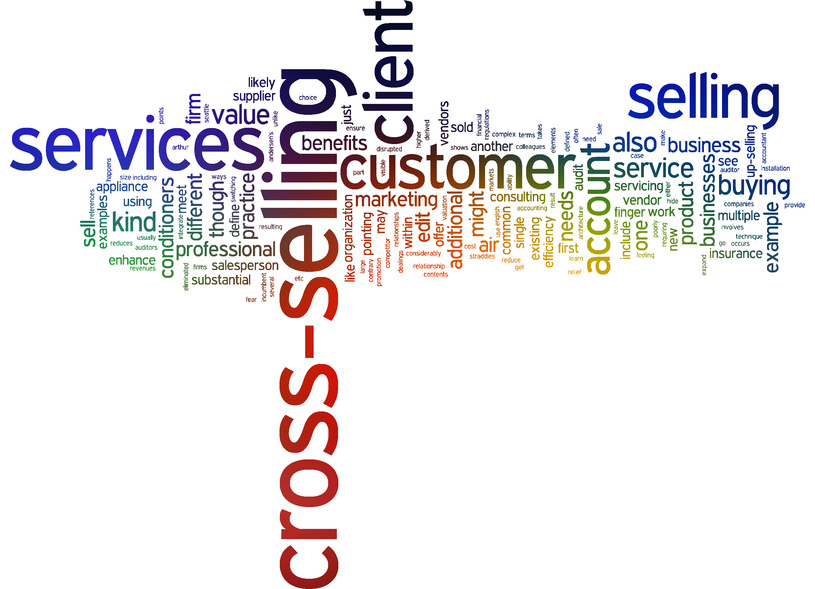 cross-selling
client
services
customer
selling
account
likely
supplier
choice
firm
seattle
value
unlike
points
just
ensure
benefits
arthur
andersen's
part
visible
disrupted
higher
derived
vendors
sold
financial
regulations
complex
terms
takes
shows
another
colleagues
elements
defined
often
need
sale
also
case
make
business
see
auditor
up-selling
accountant
installation
service
servicing
either
vendor
hide
finger
work
product
businesses
buying
companies
provide
multiple
involves
technique
go
occurs
insurance
example
expand
new
requiring
poorly
one
feeling
include
happens
size
including
appliance
references
examples
sell
using
kind
usually
reduces
auditors
enhance
revenues
conditioners
integrate
meet
different
ways
though
switching
define
practice
resulting
professional
eliminated
firms
salesperson
substantial
fear
incumbent
several
etc
like
organization
marketing
large
pointing
contrary
may
promotion
competitor
relationships
dealings
within
edit
considerably
relationship
contents
offer
valuation
additional
might
cost
air
straddles
markets
ability
consulting
use
english
common
reduce
single
get
accounting
existing
result
efficiency
needs
audit
first
learn
relief
architecture